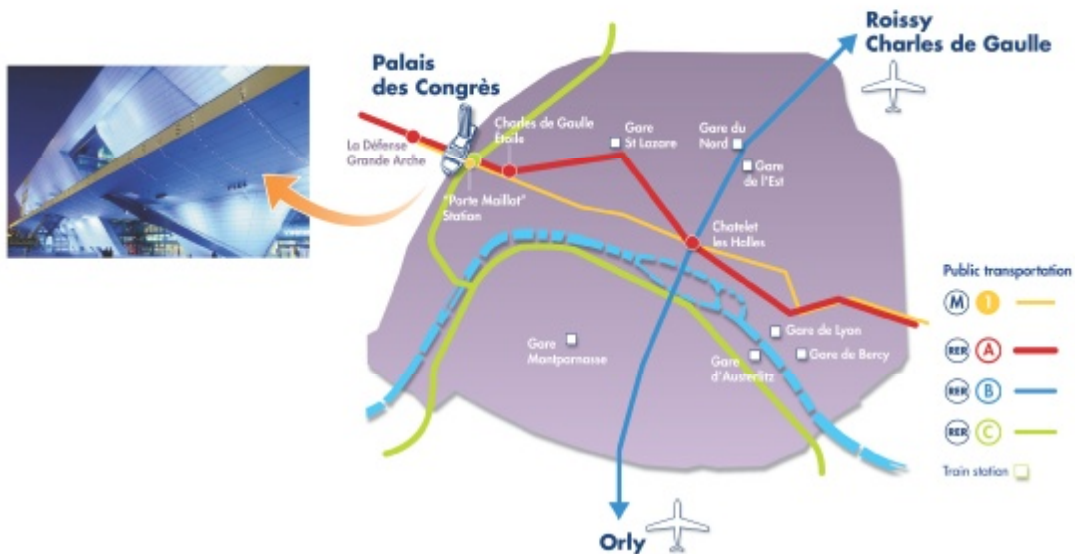 Roissy
Charles de Gaulle
Palais
des Congrès
La Défense
Grande Arche
Charles de Gaulle
Étoile
Gare
St Lazare
Gare du
Nord
Gare
de l'Est
"Porte Maillot"
Station
Chatelet
les Halles
Gare de Lyon
Gare
Montparnasse
Gare
d'Austerlitz
Gare de Bercy
Orly
Public transportation
M 1
RER A
RER B
RER C
Train station